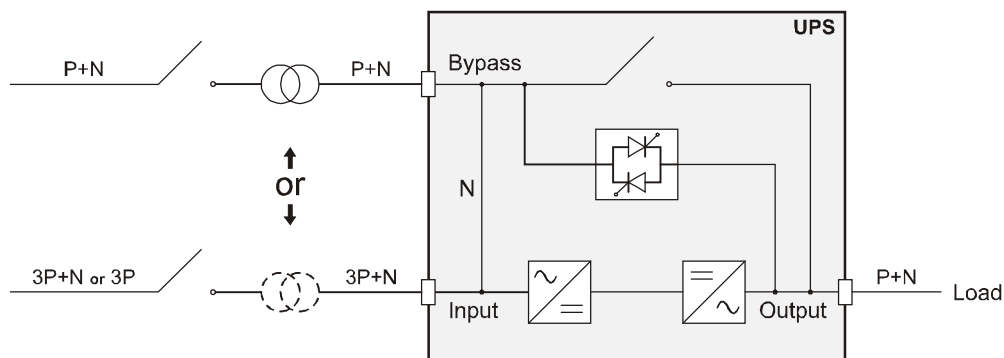 UPS
P+N
P+N
Bypass
or
N
3P+N or 3P
3P+N
Input
Output
P+N
Load